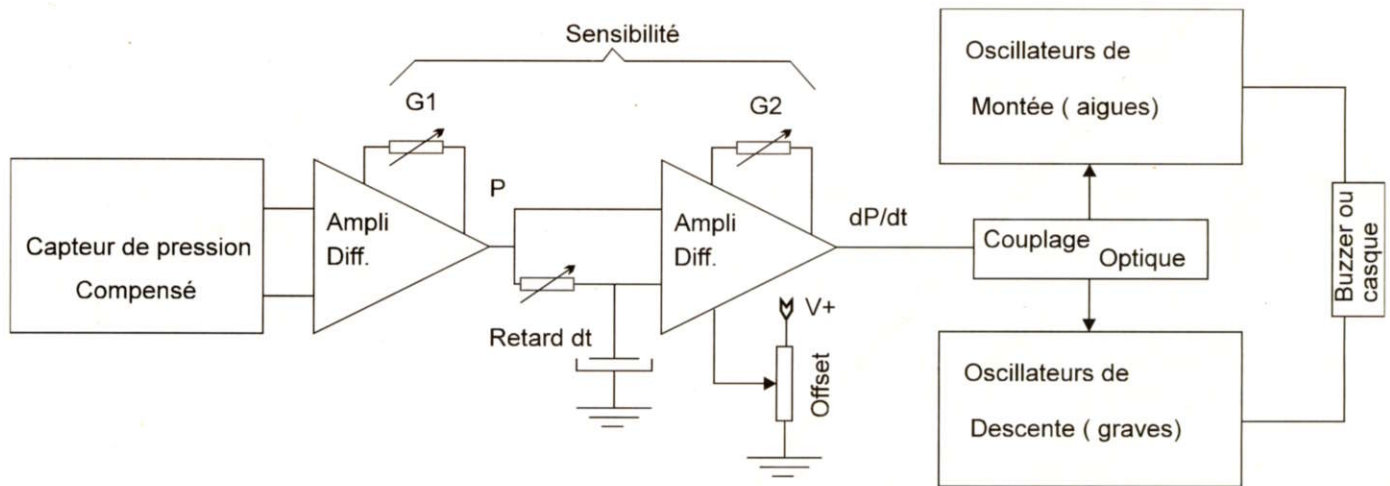 Sensibilité
G1
G2
Capteur de pression
Compensé
Ampli
Diff.
P
Retard dt
Ampli
Diff.
V+
Offset
dP/dt
Couplage
Optique
Oscillateurs de
Montée ( aigues)
Oscillateurs de
Descente ( graves)
Buzzer ou
casque